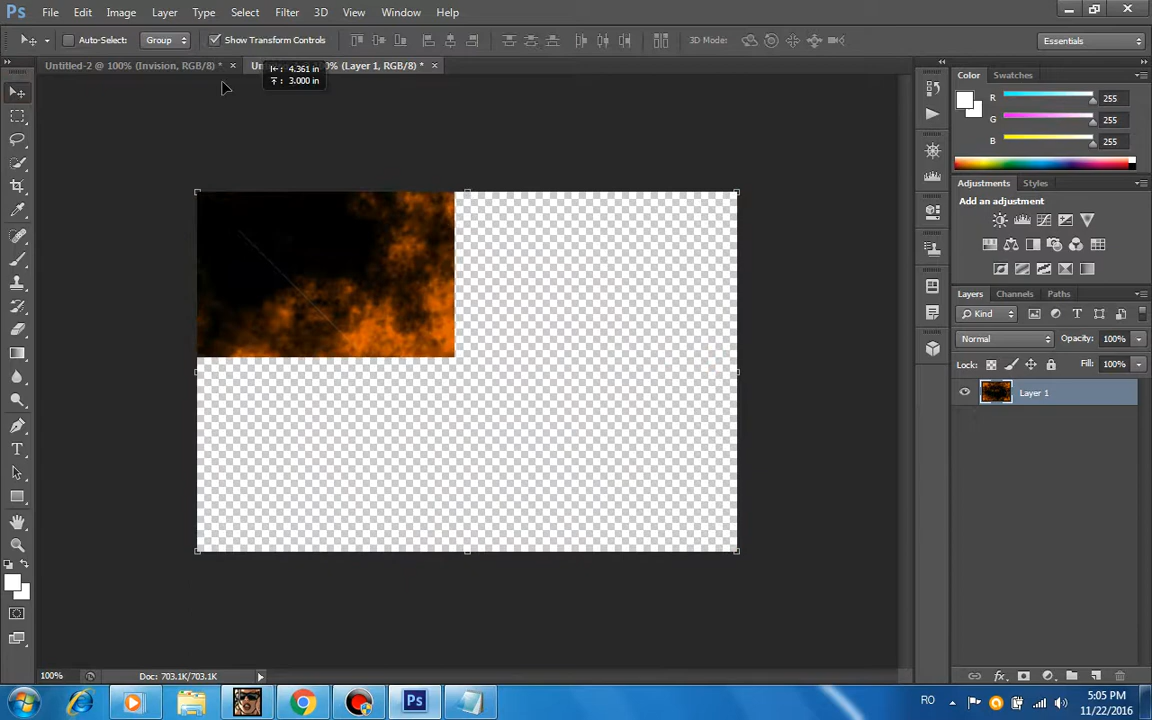 Ps File Edit Image Layer Type Select Filter 3D View Window Help
Auto-Select: Group Show Transform Controls 3D Mode: Essentials
Untitled-2 @ 100% (Invision, RGB/8) * × (Layer 1, RGB/8) * ×
4.361 in
3.000 in
Color Swatches
R 255
G 255
B 255
Adjustments Styles
Add an adjustment
Layers Channels Paths
Kind
Normal Opacity: 100%
Lock: Fill: 100%
Layer 1
100% Doc: 703.1K/703.1K
Ps RO 5:05 PM
11/22/2016